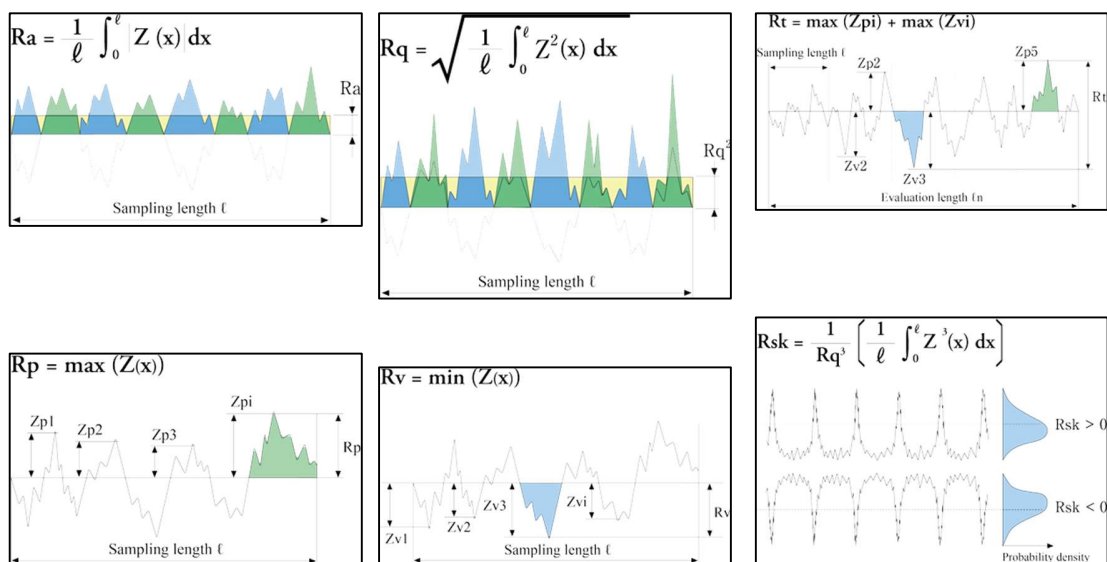 Ra = 1/ℓ ∫₀^ℓ |Z (x)| dx
Ra
Sampling length ℓ
Rq = √(1/ℓ ∫₀^ℓ Z²(x) dx)
Rq²
Sampling length ℓ
Rt = max (Zpi) + max (Zvi)
Sampling length ℓ
Zp2
Zp5
Rt
Zv2
Zv3
Evaluation length ℓn
Rp = max (Z(x))
Zp1
Zp2
Zp3
Zpi
Rp
Sampling length ℓ
Rv = min (Z(x))
Zv1
Zv2
Zv3
Zvi
Rv
Sampling length ℓ
Rsk = 1/Rq³ (1/ℓ ∫₀^ℓ Z³(x) dx)
Rsk > 0
Rsk < 0
Probability density